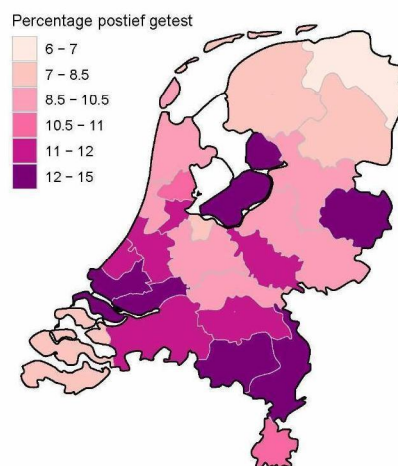 Percentage postief getest
6 – 7
7 – 8.5
8.5 – 10.5
10.5 – 11
11 – 12
12 – 15